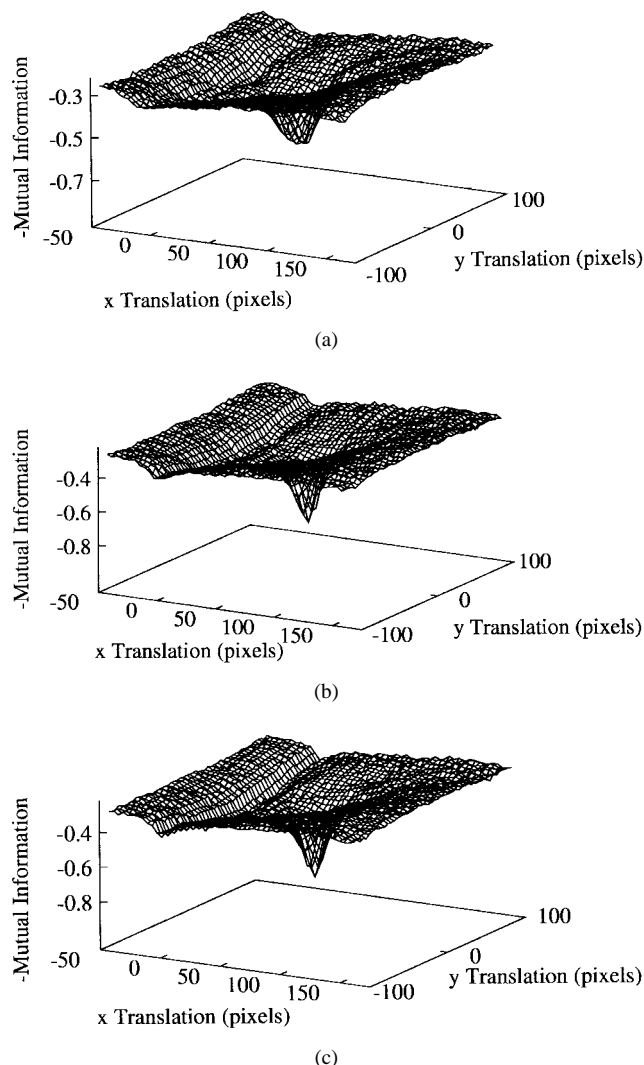 -Mutual Information
-0.3
-0.5
-0.7
-50
0
50
100
150
-100
0
100
x Translation (pixels)
y Translation (pixels)
(a)
-Mutual Information
-0.4
-0.6
-0.8
-50
0
50
100
150
-100
0
100
x Translation (pixels)
y Translation (pixels)
(b)
-Mutual Information
-0.4
-0.6
-0.8
-50
0
50
100
150
-100
0
100
x Translation (pixels)
y Translation (pixels)
(c)